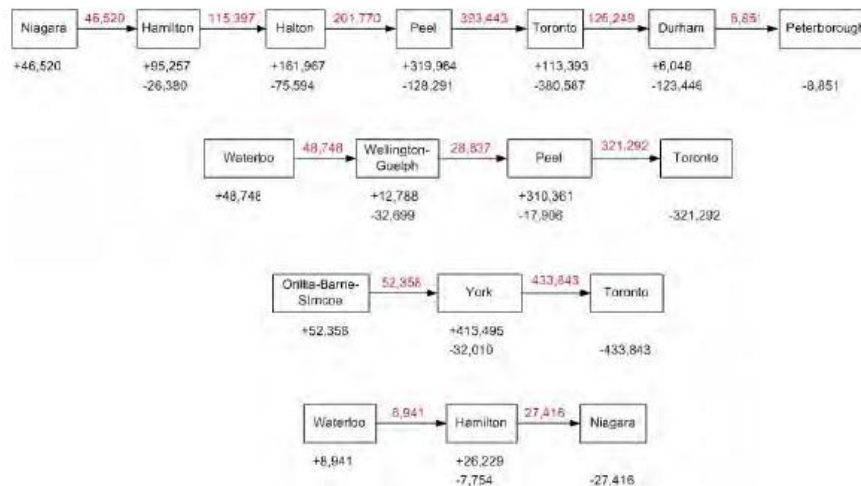 46,520 115,397 201,770 393,443 126,249 8,851
Niagara Hamilton Halton Peel Toronto Durham Peterborough
+46,520 +95,257 +161,967 +319,964 +113,393 +6,048
-26,380 -75,594 -128,291 -380,587 -123,446 -8,851
48,748 28,837 321,292
Waterloo Wellington-Guelph Peel Toronto
+48,748 +12,788 +310,361
-32,699 -17,906 -321,292
52,358 433,843
Orillia-Barrie-Simcoe York Toronto
+52,358 +413,495
-32,010 -433,843
8,941 27,416
Waterloo Hamilton Niagara
+8,941 +26,229
-7,754 -27,416